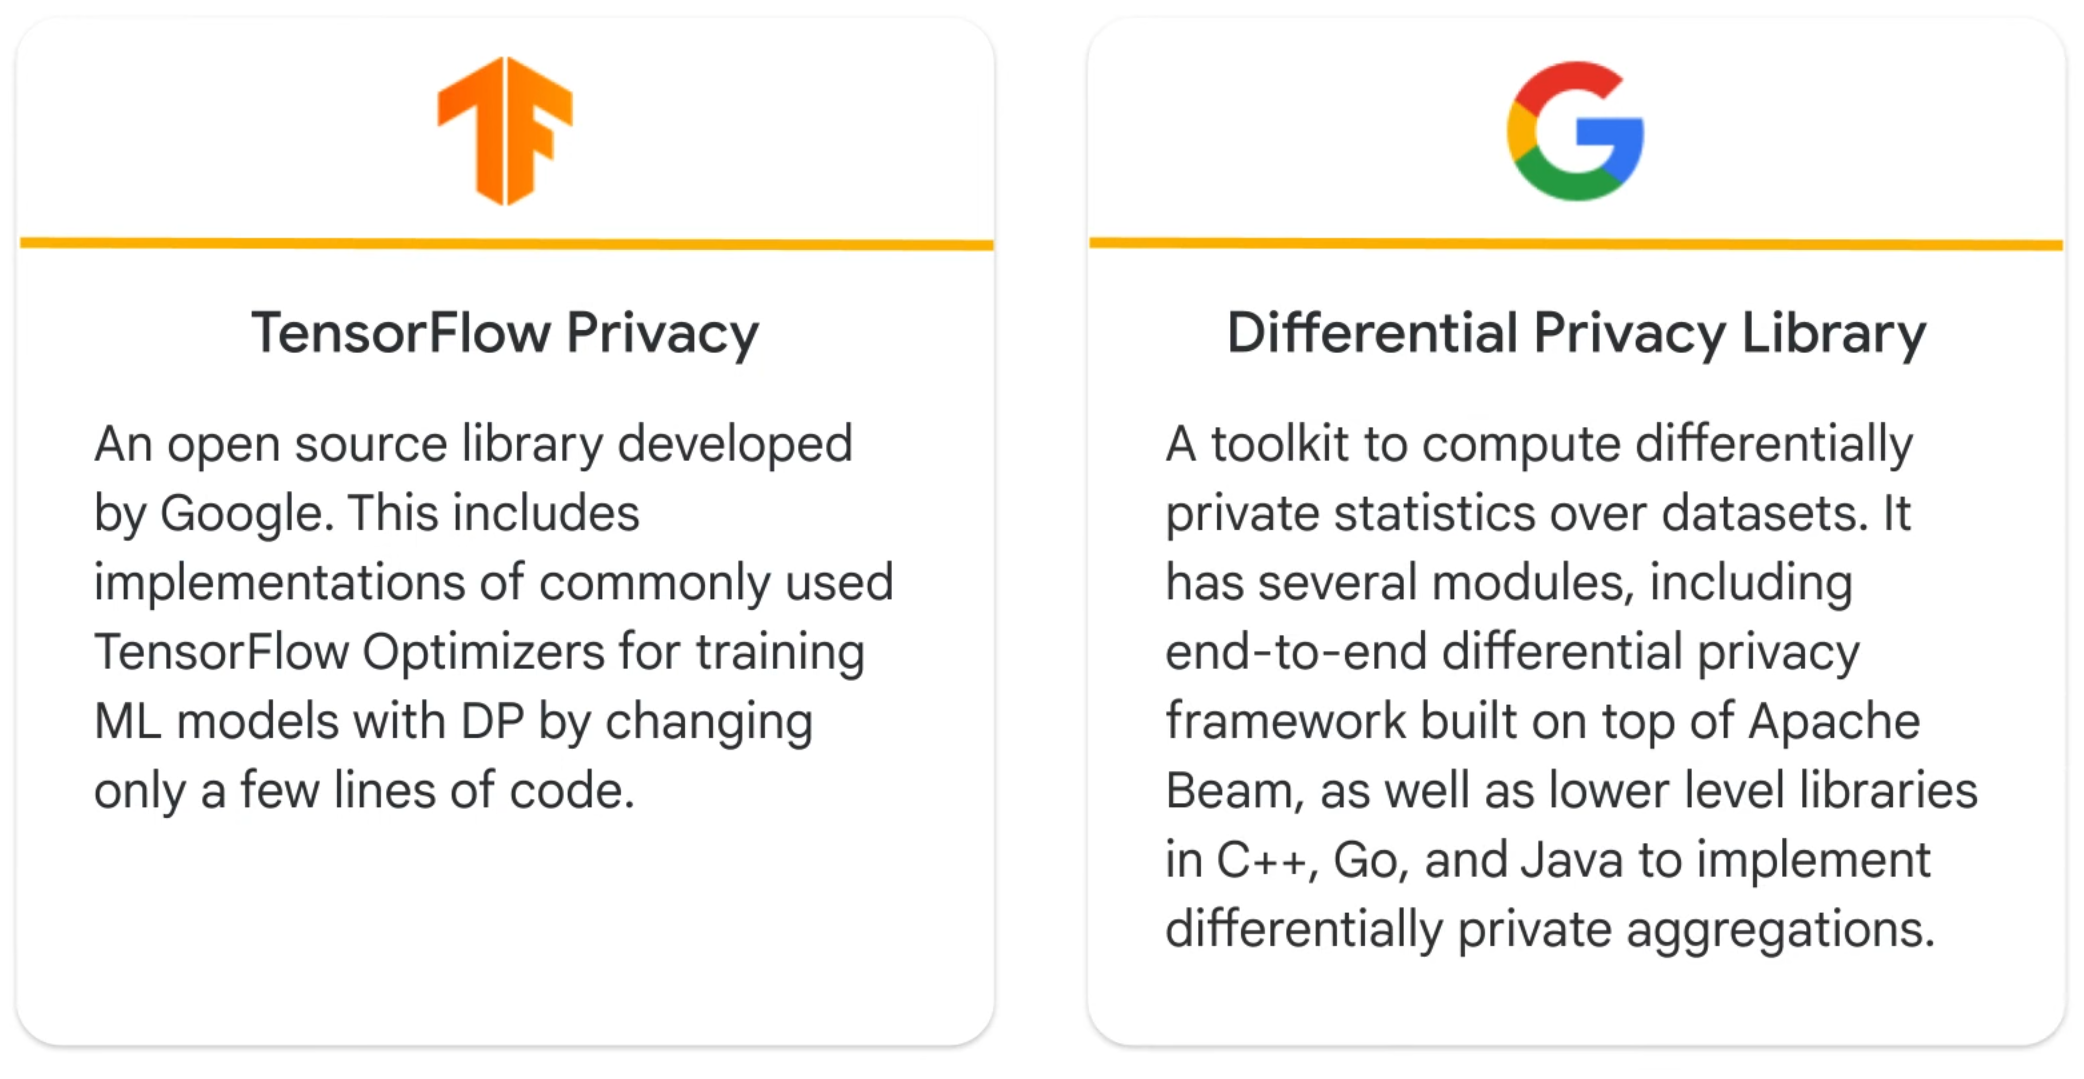 TensorFlow Privacy
An open source library developed
by Google. This includes
implementations of commonly used
TensorFlow Optimizers for training
ML models with DP by changing
only a few lines of code.
Differential Privacy Library
A toolkit to compute differentially
private statistics over datasets. It
has several modules, including
end-to-end differential privacy
framework built on top of Apache
Beam, as well as lower level libraries
in C++, Go, and Java to implement
differentially private aggregations.